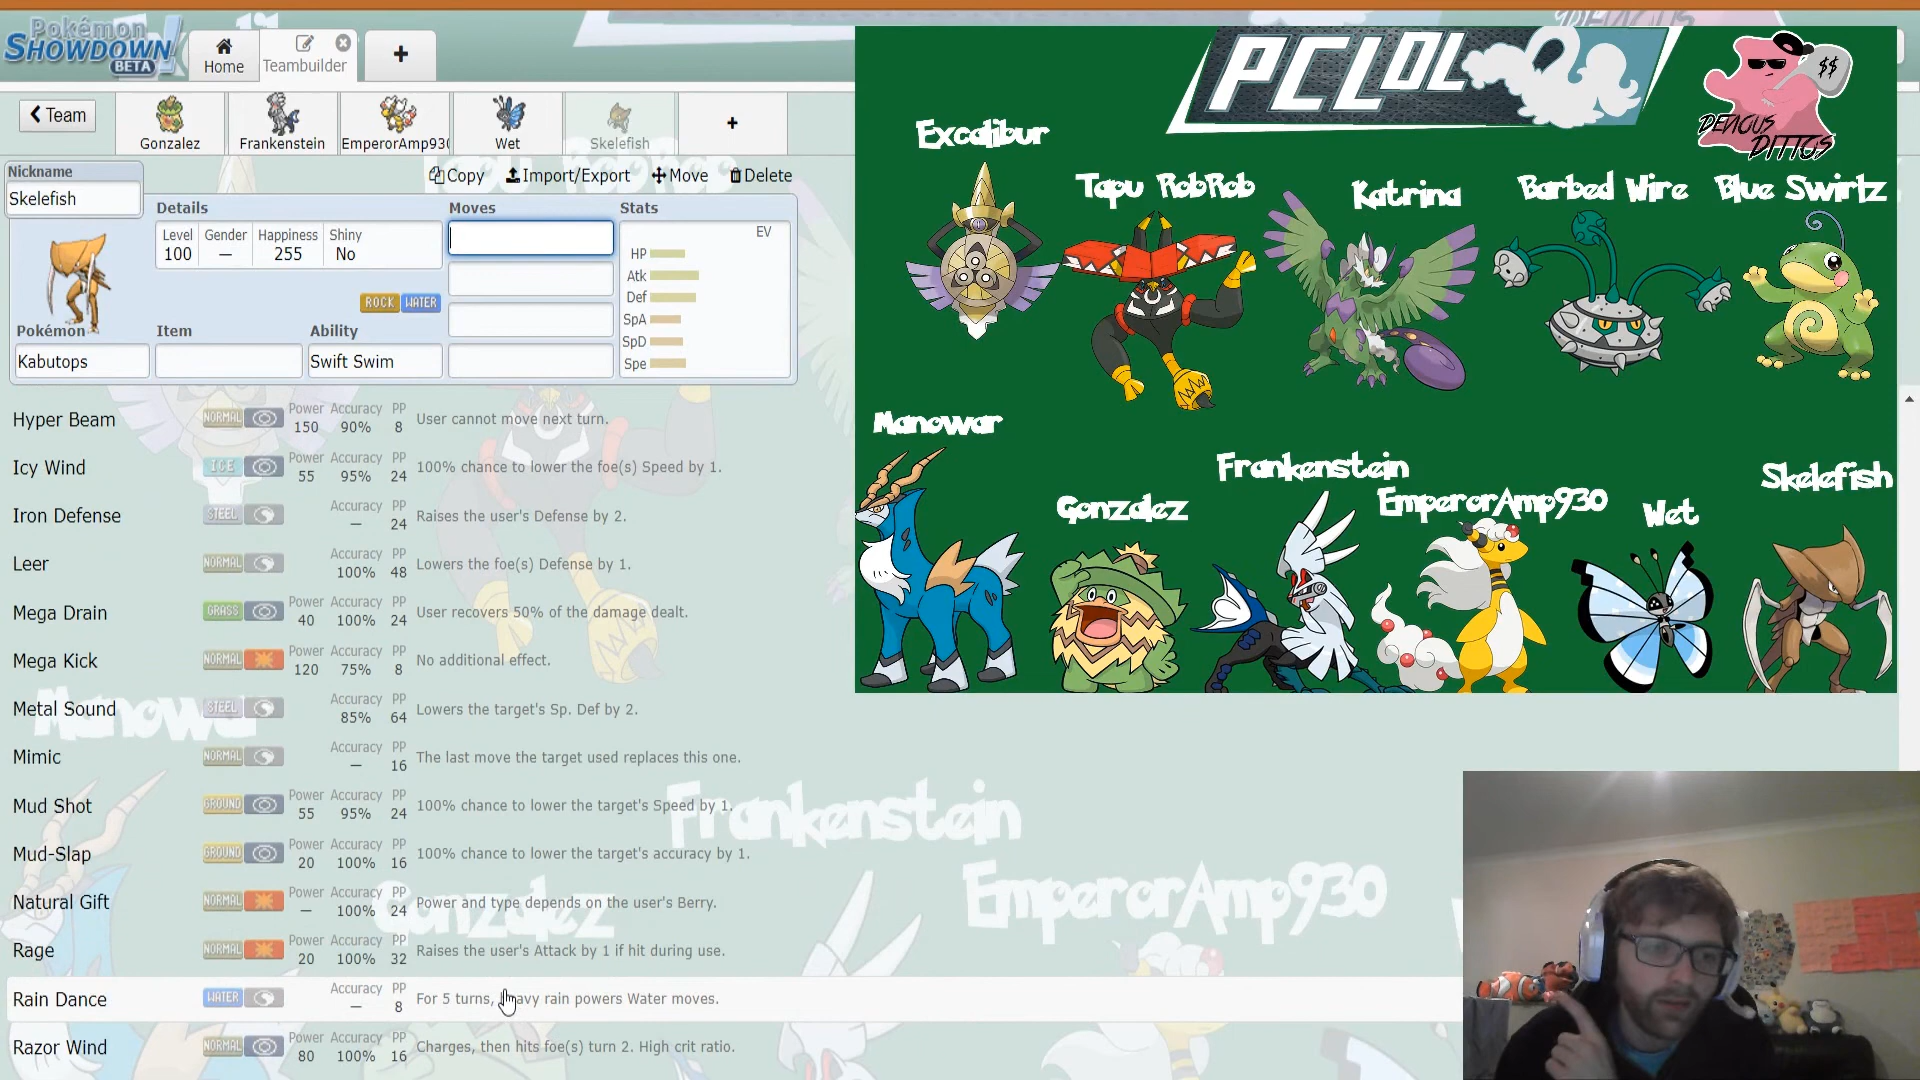 Pokémon
SHOWDOWN!
BETA
Home
Teambuilder
+
Team
Gonzalez
Frankenstein
EmperorAmp930
Wet
Skelefish
+
Nickname
Skelefish
Copy
Import/Export
Move
Delete
Details
Level
100
Gender
—
Happiness
255
Shiny
No
ROCK WATER
Pokémon
Kabutops
Item
Ability
Swift Swim
Moves
Stats
EV
HP
Atk
Def
SpA
SpD
Spe
Hyper Beam NORMAL Power 150 Accuracy 90% PP 8 User cannot move next turn.
Icy Wind ICE Power 55 Accuracy 95% PP 24 100% chance to lower the foe(s) Speed by 1.
Iron Defense STEEL Accuracy — PP 24 Raises the user's Defense by 2.
Leer NORMAL Accuracy 100% PP 48 Lowers the foe(s) Defense by 1.
Mega Drain GRASS Power 40 Accuracy 100% PP 24 User recovers 50% of the damage dealt.
Mega Kick NORMAL Power 120 Accuracy 75% PP 8 No additional effect.
Metal Sound STEEL Accuracy 85% PP 64 Lowers the target's Sp. Def by 2.
Mimic NORMAL Accuracy — PP 16 The last move the target used replaces this one.
Mud Shot GROUND Power 55 Accuracy 95% PP 24 100% chance to lower the target's Speed by 1.
Mud-Slap GROUND Power 20 Accuracy 100% PP 16 100% chance to lower the target's accuracy by 1.
Natural Gift NORMAL Power — Accuracy 100% PP 24 Power and type depends on the user's Berry.
Rage NORMAL Power 20 Accuracy 100% PP 32 Raises the user's Attack by 1 if hit during use.
Rain Dance WATER Accuracy — PP 8 For 5 turns, heavy rain powers Water moves.
Razor Wind NORMAL Power 80 Accuracy 100% PP 16 Charges, then hits foe(s) turn 2. High crit ratio.
PCLOL
$$
DEVIOUS
DITTOS
Excalibur
Tapu RobRob
Katrina
Barbed Wire
Blue Swirlz
Manowar
Gonzalez
Frankenstein
EmperorAmp930
Wet
Skelefish
Manowar
Frankenstein
Gonzalez
EmperorAmp930